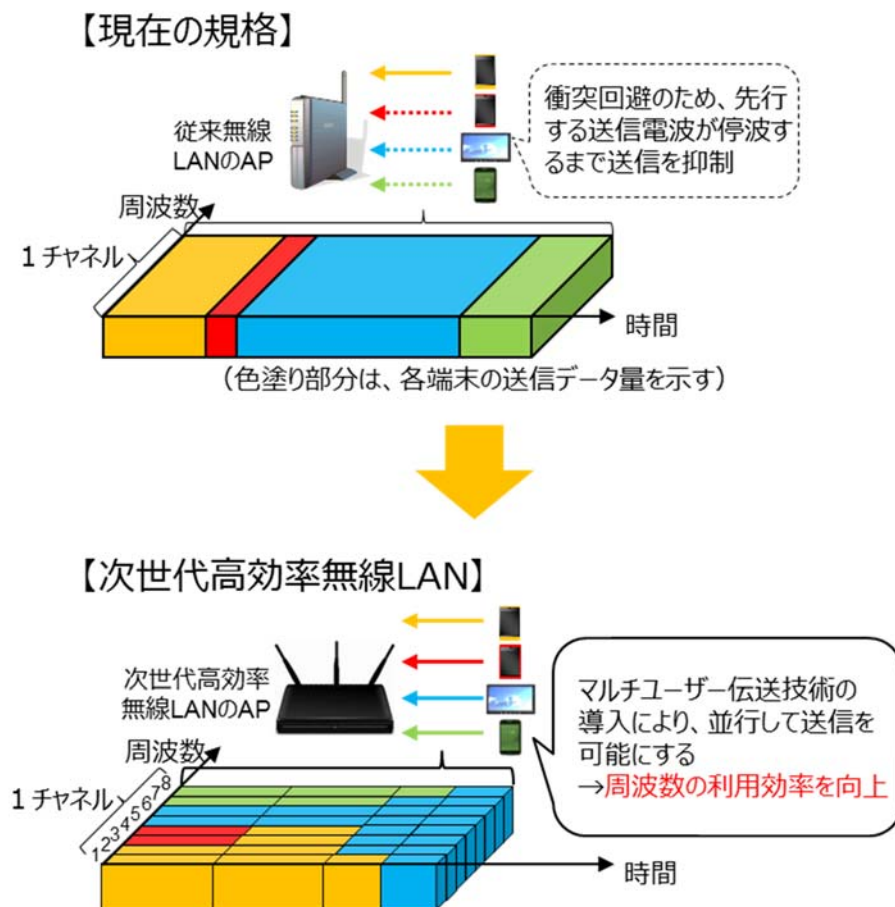 【現在の規格】
従来無線
LANのAP
衝突回避のため、先行
する送信電波が停波す
るまで送信を抑制
周波数
1チャネル
時間
(色塗り部分は、各端末の送信データ量を示す)
【次世代高効率無線LAN】
次世代高効率
無線LANのAP
マルチユーザー伝送技術の
導入により、並行して送信を
可能にする
→周波数の利用効率を向上
周波数
1チャネル
12345678
時間